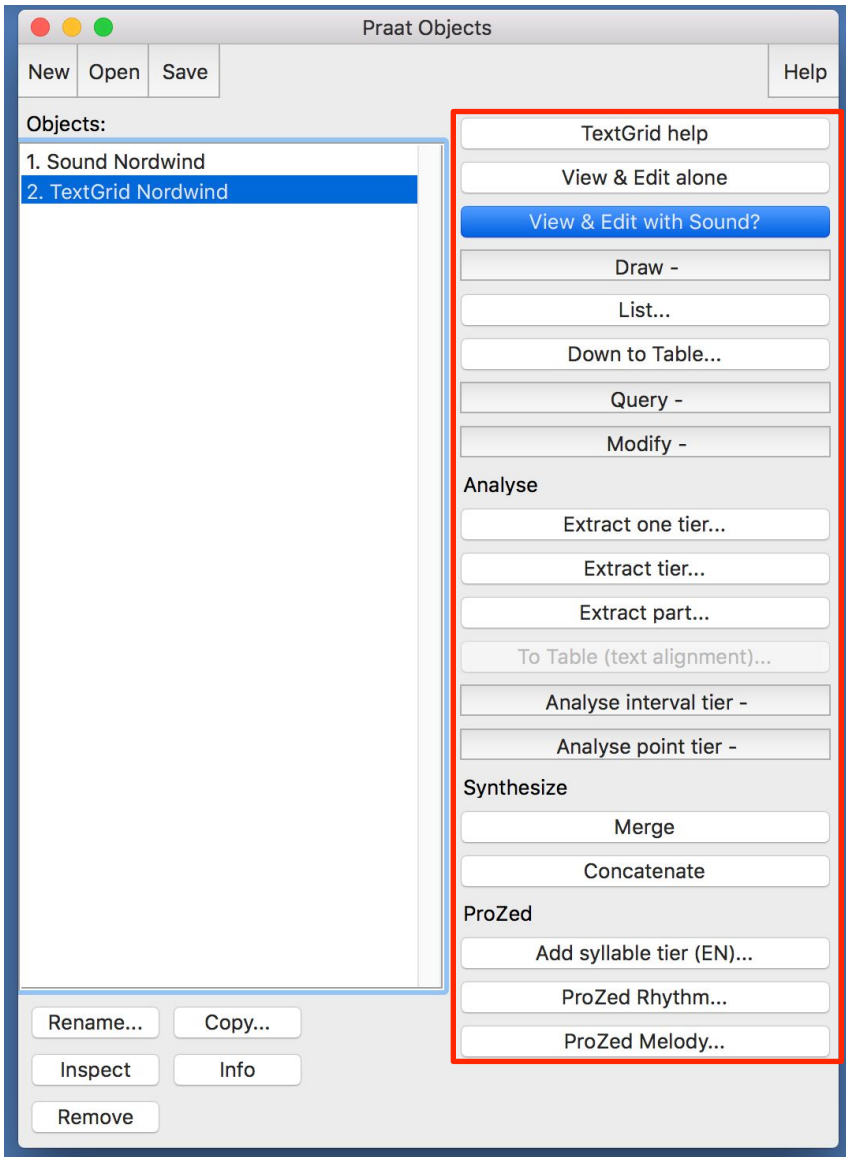 Praat Objects
New Open Save Help
Objects:
1. Sound Nordwind
2. TextGrid Nordwind
TextGrid help
View & Edit alone
View & Edit with Sound?
Draw -
List...
Down to Table...
Query -
Modify -
Analyse
Extract one tier...
Extract tier...
Extract part...
To Table (text alignment)...
Analyse interval tier -
Analyse point tier -
Synthesize
Merge
Concatenate
ProZed
Add syllable tier (EN)...
ProZed Rhythm...
ProZed Melody...
Rename... Copy...
Inspect Info
Remove